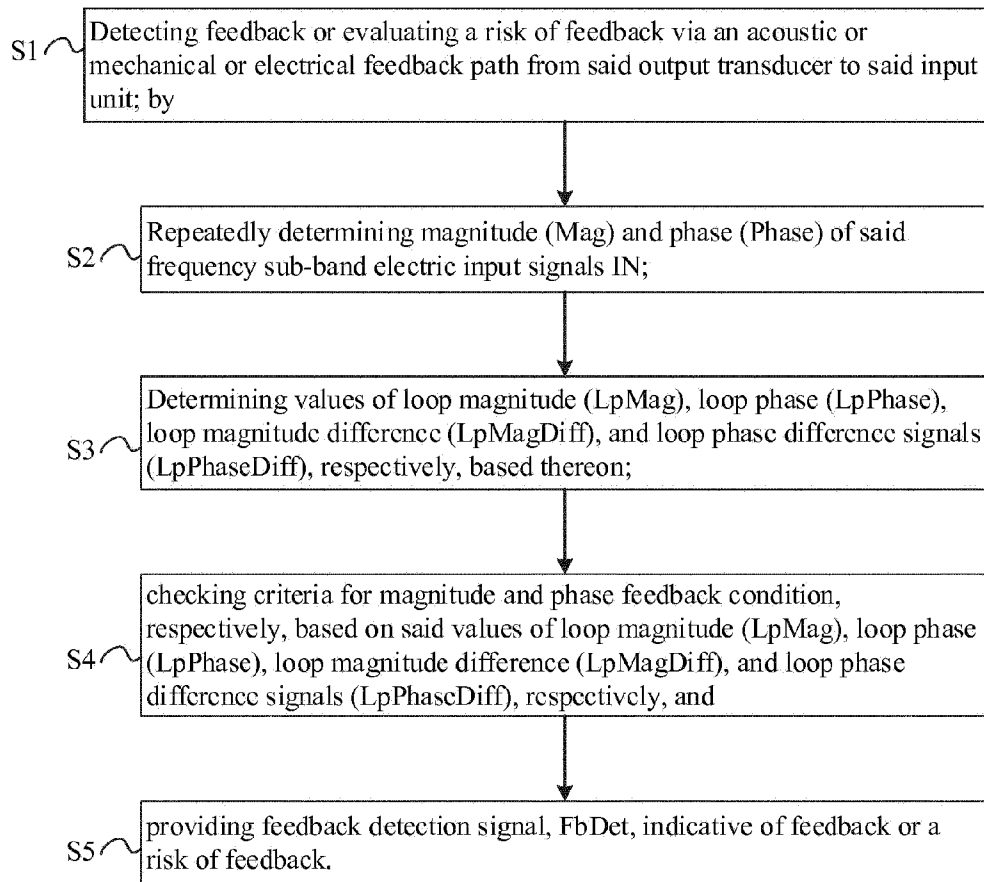 S1
Detecting feedback or evaluating a risk of feedback via an acoustic or
mechanical or electrical feedback path from said output transducer to said input
unit; by
S2
Repeatedly determining magnitude (Mag) and phase (Phase) of said
frequency sub-band electric input signals IN;
S3
Determining values of loop magnitude (LpMag), loop phase (LpPhase),
loop magnitude difference (LpMagDiff), and loop phase difference signals
(LpPhaseDiff), respectively, based thereon;
S4
checking criteria for magnitude and phase feedback condition,
respectively, based on said values of loop magnitude (LpMag), loop phase
(LpPhase), loop magnitude difference (LpMagDiff), and loop phase
difference signals (LpPhaseDiff), respectively, and
S5
providing feedback detection signal, FbDet, indicative of feedback or a
risk of feedback.